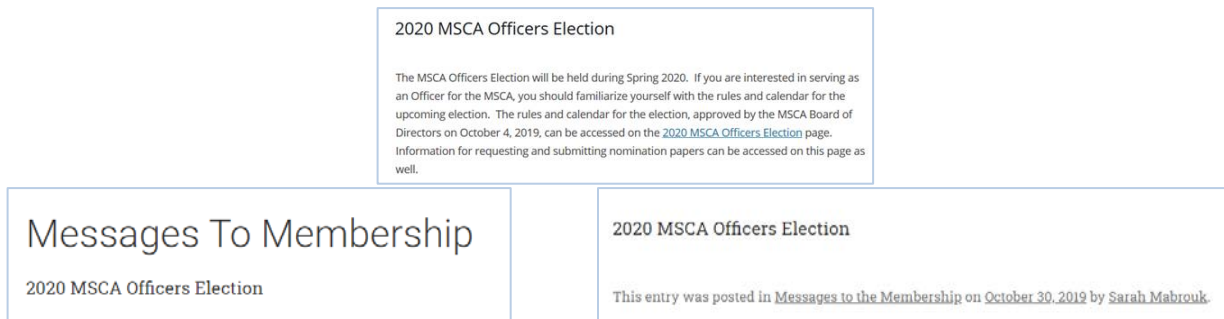 2020 MSCA Officers Election
The MSCA Officers Election will be held during Spring 2020.  If you are interested in serving as
an Officer for the MSCA, you should familiarize yourself with the rules and calendar for the
upcoming election.  The rules and calendar for the election, approved by the MSCA Board of
Directors on October 4, 2019, can be accessed on the 2020 MSCA Officers Election page.
Information for requesting and submitting nomination papers can be accessed on this page as
well.
Messages To Membership
2020 MSCA Officers Election
2020 MSCA Officers Election
This entry was posted in Messages to the Membership on October 30, 2019 by Sarah Mabrouk.